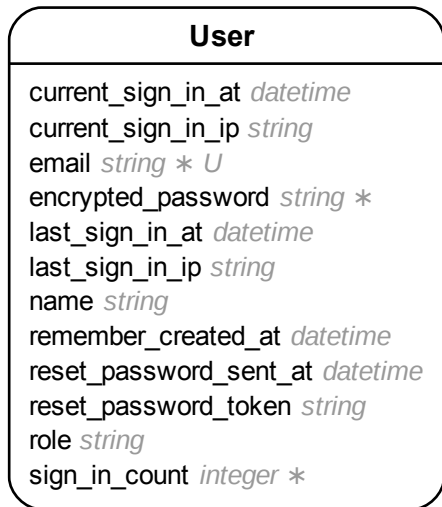 User
current_sign_in_at datetime
current_sign_in_ip string
email string ∗ U
encrypted_password string ∗
last_sign_in_at datetime
last_sign_in_ip string
name string
remember_created_at datetime
reset_password_sent_at datetime
reset_password_token string
role string
sign_in_count integer ∗